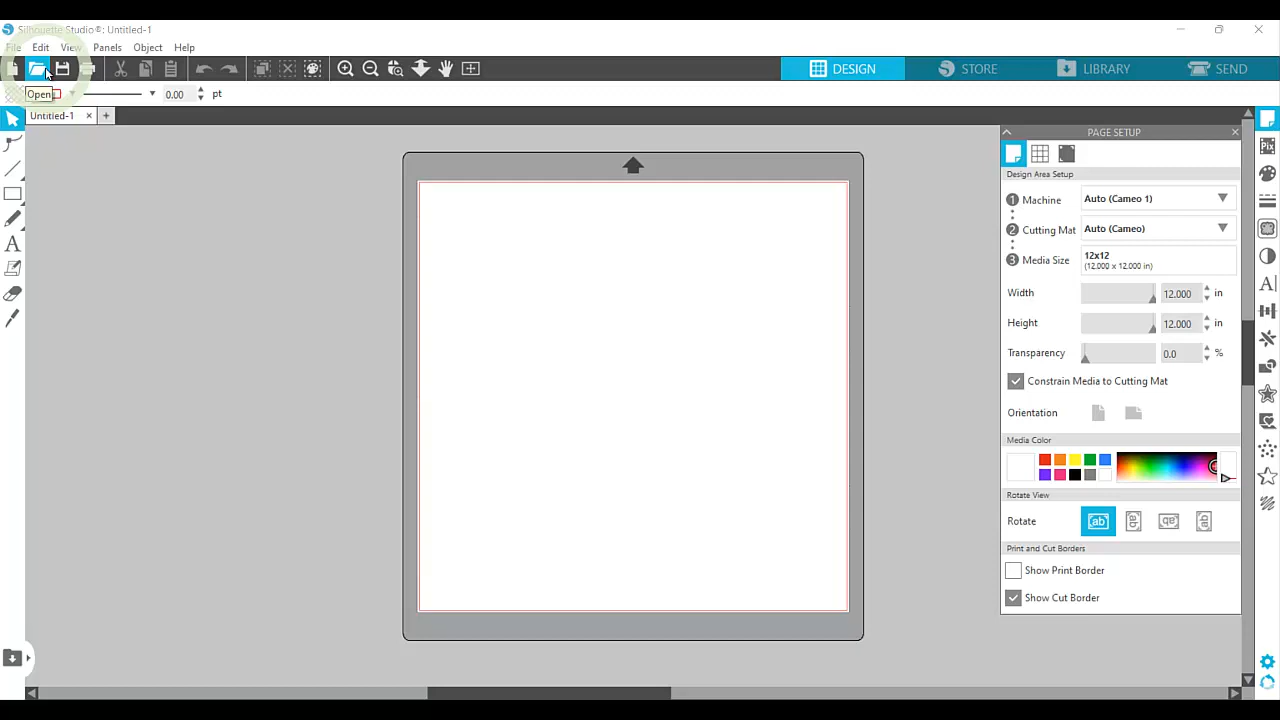 Silhouette Studio®: Untitled-1
File Edit View Panels Object Help
DESIGN STORE LIBRARY SEND
Open
0.00 pt
Untitled-1
PAGE SETUP
Pix
Design Area Setup
1 Machine Auto (Cameo 1)
2 Cutting Mat Auto (Cameo)
3 Media Size 12x12
(12.000 x 12.000 in)
Width 12.000 in
Height 12.000 in
Transparency 0.0 %
Constrain Media to Cutting Mat
Orientation
Media Color
Rotate View
Rotate ab ab ab ab
Print and Cut Borders
Show Print Border
Show Cut Border